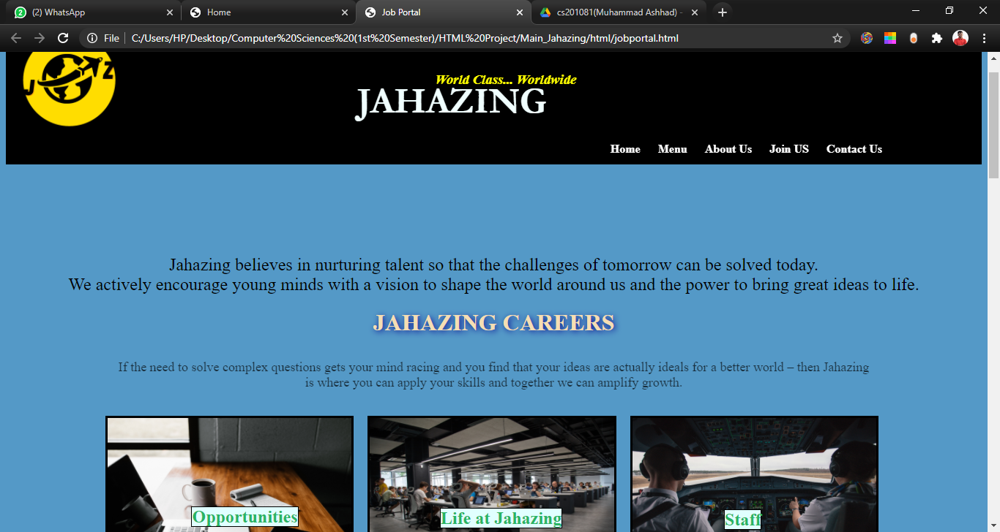 (2) WhatsApp
Home
Job Portal
cs201081(Muhammad Ashhad) -
File
C:/Users/HP/Desktop/Computer%20Sciences%20(1st%20Semester)/HTML%20Project/Main_Jahazing/html/jobportal.html
J Z
World Class... Worldwide
JAHAZING
Home Menu About Us Join US Contact Us
Jahazing believes in nurturing talent so that the challenges of tomorrow can be solved today.
We actively encourage young minds with a vision to shape the world around us and the power to bring great ideas to life.
JAHAZING CAREERS
If the need to solve complex questions gets your mind racing and you find that your ideas are actually ideals for a better world – then Jahazing
is where you can apply your skills and together we can amplify growth.
Opportunities
Life at Jahazing
Staff